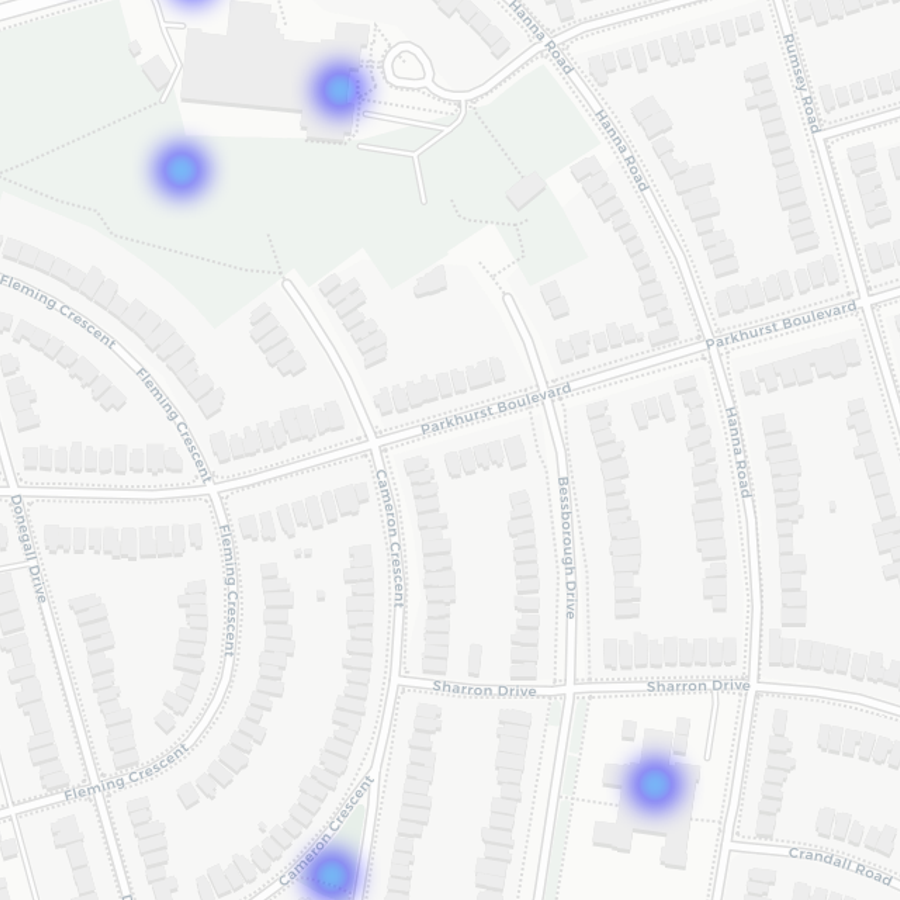 Hanna Road
Rumsey Road
Hanna Road
Fleming Crescent
Parkhurst Boulevard
Fleming Crescent
Parkhurst Boulevard
Hanna Road
Cameron Crescent
Bessborough Drive
Donegall Drive
Fleming Crescent
Sharron Drive
Sharron Drive
Fleming Crescent
Cameron Crescent
Crandall Road